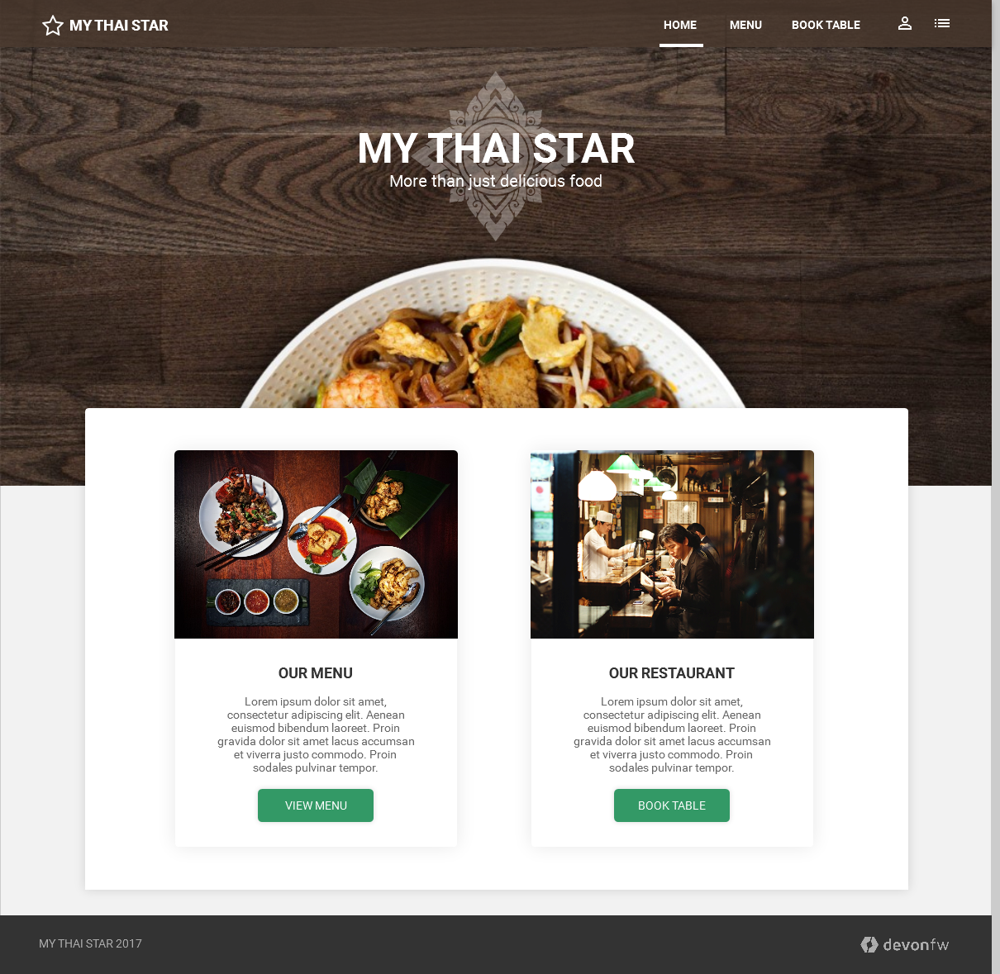 MY THAI STAR
HOME
MENU
BOOK TABLE
MY THAI STAR
More than just delicious food
OUR MENU
Lorem ipsum dolor sit amet,
consectetur adipiscing elit. Aenean
euismod bibendum laoreet. Proin
gravida dolor sit amet lacus accumsan
et viverra justo commodo. Proin
sodales pulvinar tempor.
VIEW MENU
OUR RESTAURANT
Lorem ipsum dolor sit amet,
consectetur adipiscing elit. Aenean
euismod bibendum laoreet. Proin
gravida dolor sit amet lacus accumsan
et viverra justo commodo. Proin
sodales pulvinar tempor.
BOOK TABLE
MY THAI STAR 2017
devonfw